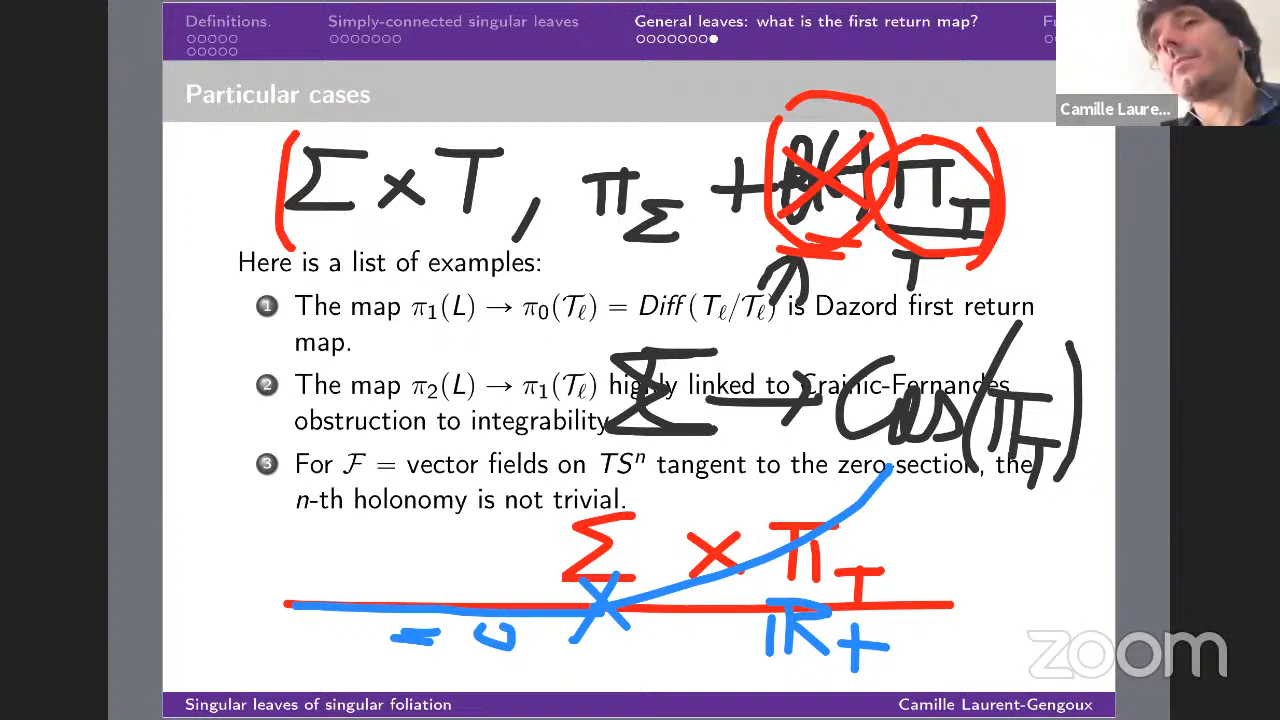 Definitions. Simply-connected singular leaves General leaves: what is the first return map?
Camille Laure...
Particular cases
Σ × T, π_Σ + π_T
T
Here is a list of examples:
1 The map π₁(L) → π₀(𝒯_ℓ) = Diff(T_ℓ/𝒯_ℓ) is Dazord first return
map.
2 The map π₂(L) → π₁(𝒯_ℓ) highly linked to Crainic-Fernandes
obstruction to integrability
Σ → Cas(π_T)
3 For ℱ = vector fields on TSⁿ tangent to the zero section, the
n-th holonomy is not trivial.
Σ × π_T
= 0 ℝ+
zoom
Singular leaves of singular foliation Camille Laurent-Gengoux